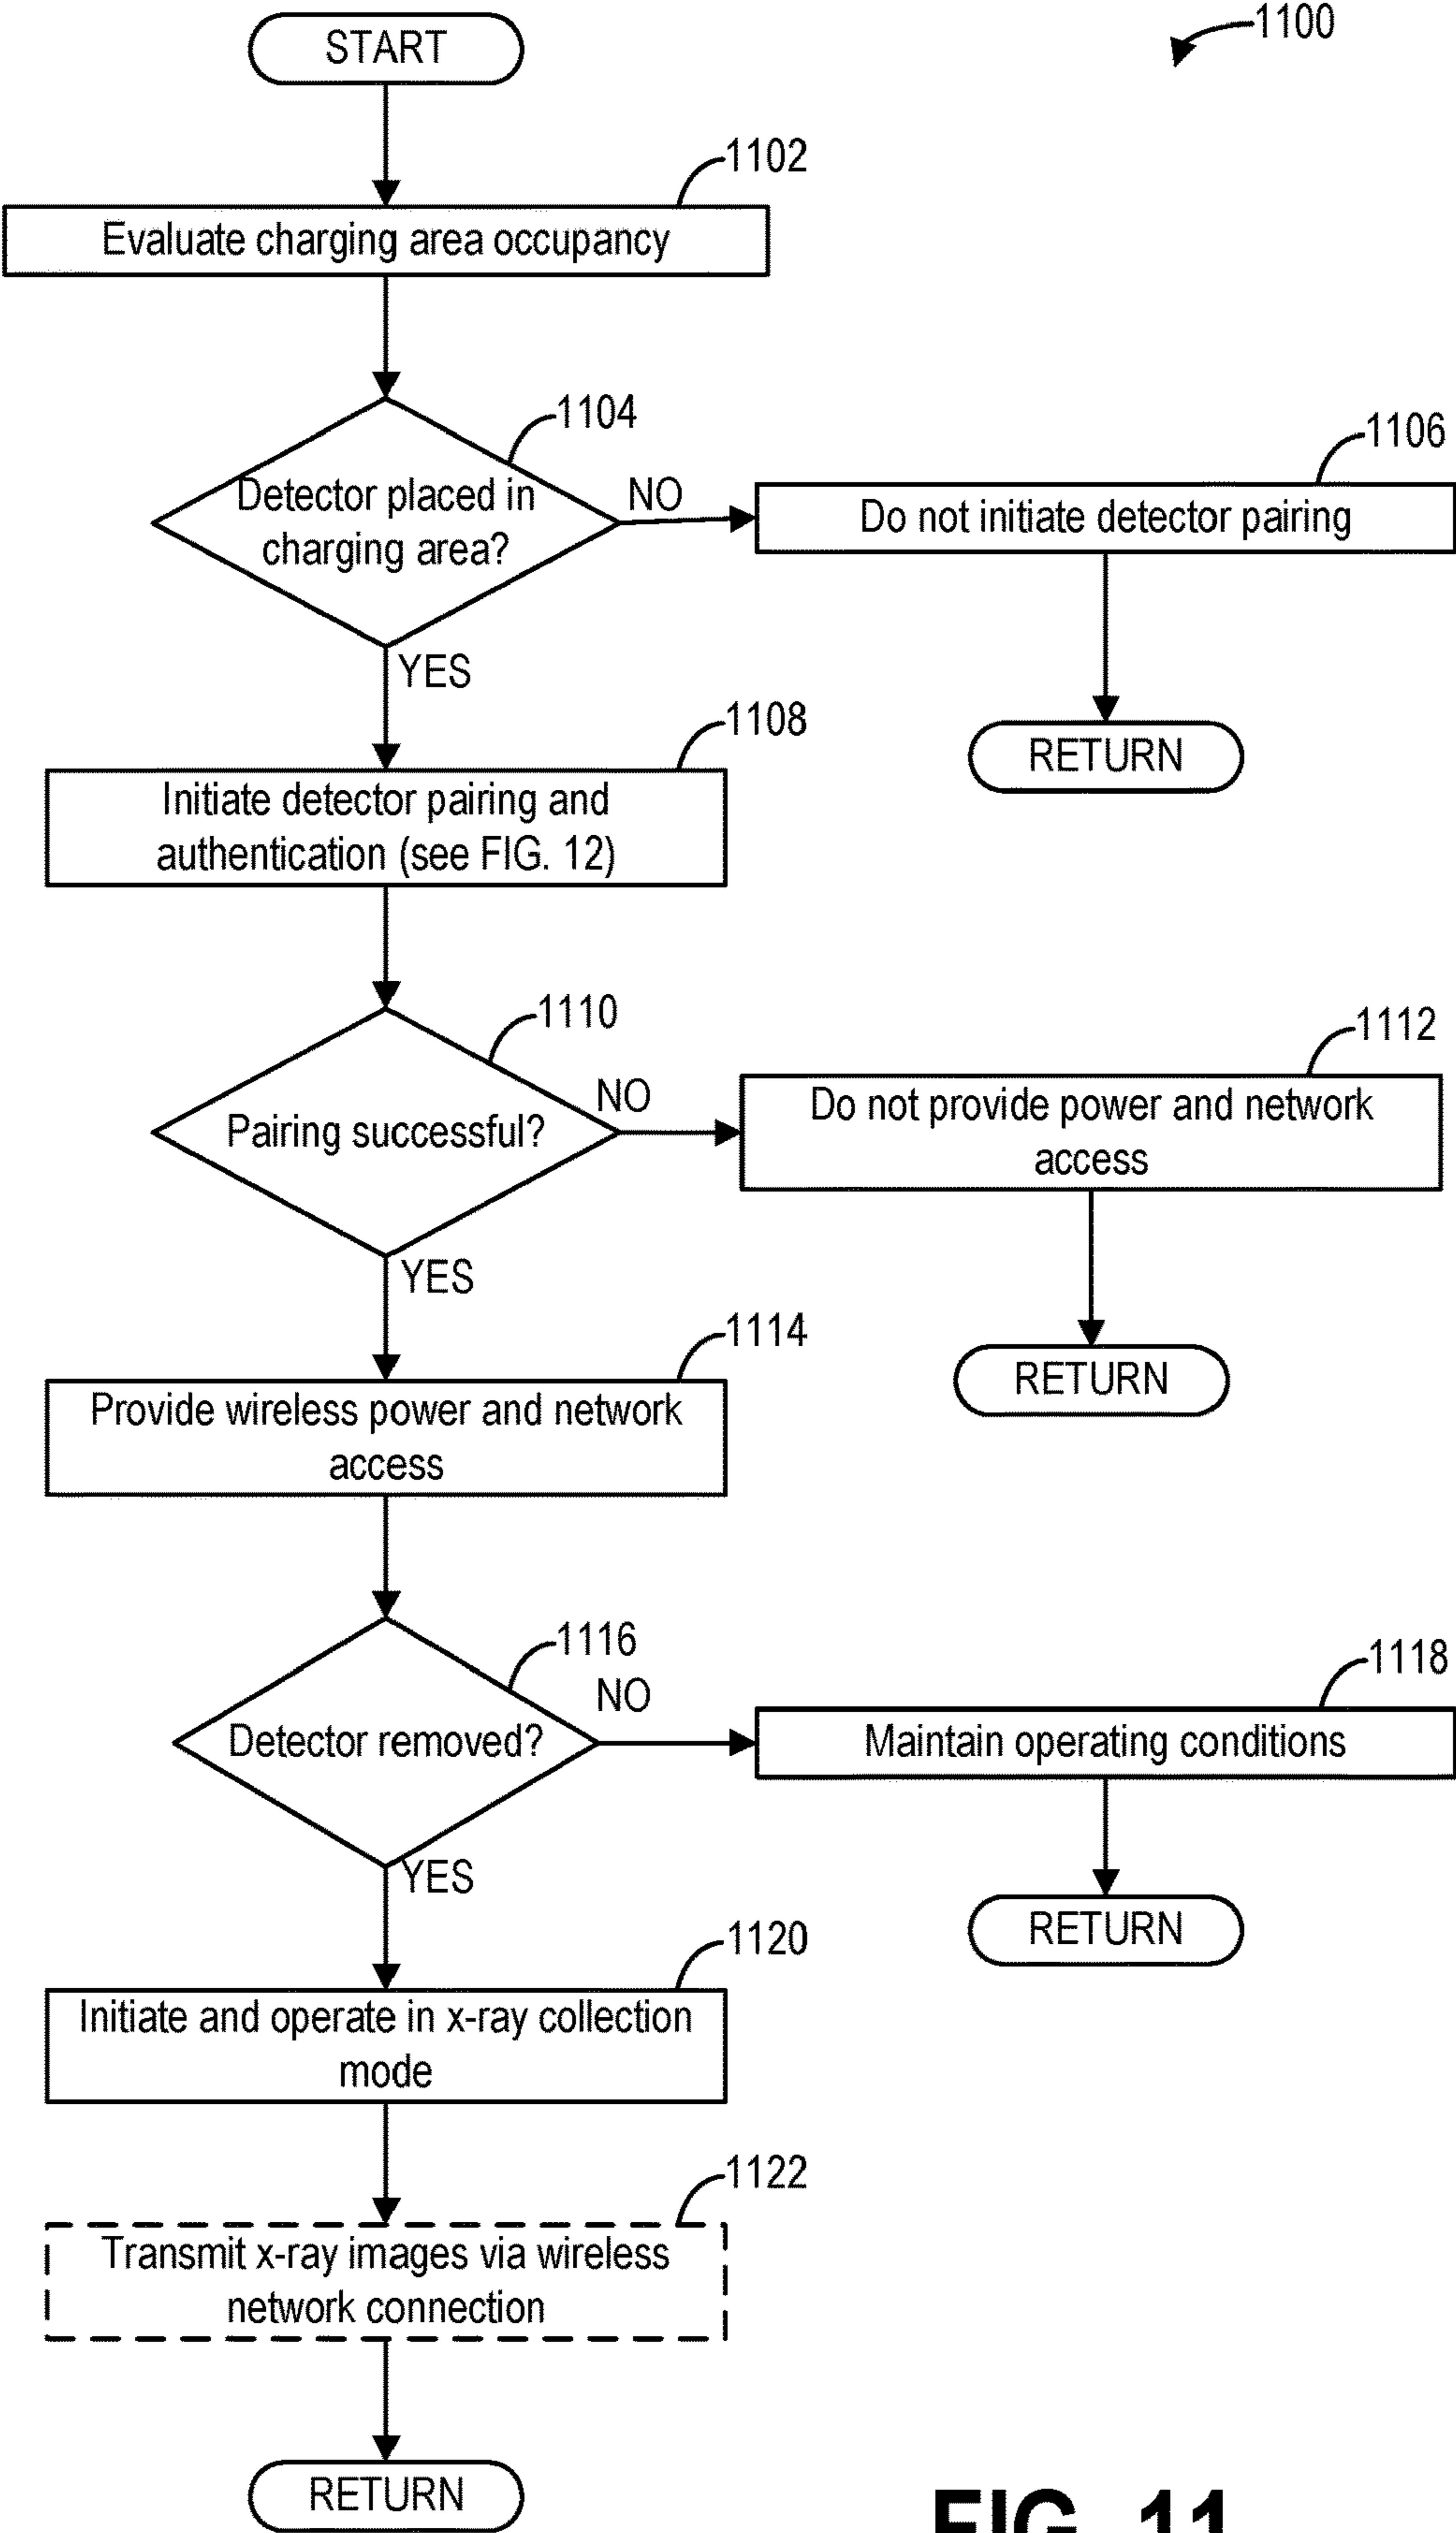 1100
START
1102
Evaluate charging area occupancy
1104
Detector placed in
charging area?
NO
1106
Do not initiate detector pairing
YES
RETURN
1108
Initiate detector pairing and
authentication (see FIG. 12)
1110
Pairing successful?
NO
1112
Do not provide power and network
access
YES
RETURN
1114
Provide wireless power and network
access
1116
Detector removed?
NO
1118
Maintain operating conditions
YES
RETURN
1120
Initiate and operate in x-ray collection
mode
1122
Transmit x-ray images via wireless
network connection
RETURN
FIG. 11